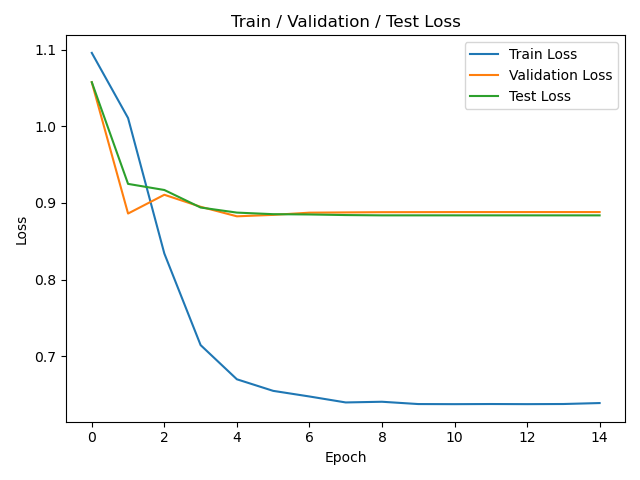 Train / Validation / Test Loss
Train Loss
Validation Loss
Test Loss
1.1
1.0
0.9
0.8
0.7
Loss
0 2 4 6 8 10 12 14
Epoch